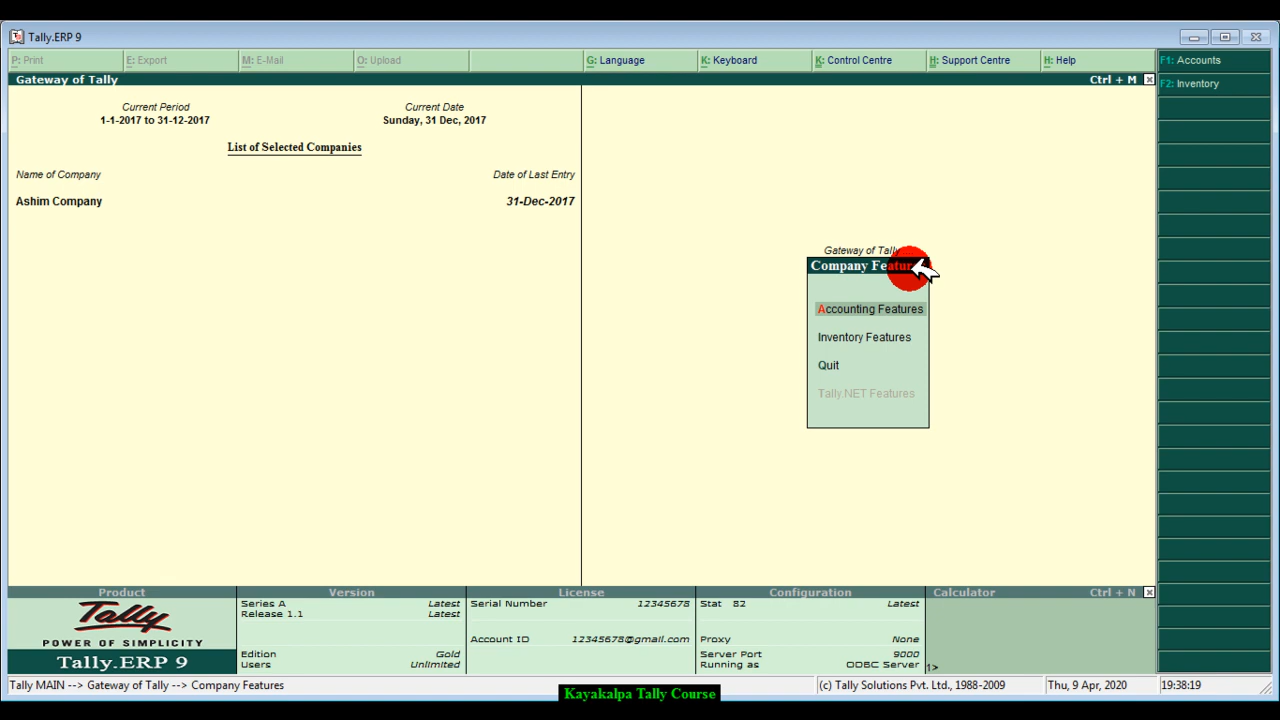 Tally.ERP 9
P: Print E: Export M: E-Mail O: Upload G: Language K: Keyboard K: Control Centre H: Support Centre H: Help
F1: Accounts
F2: Inventory
Gateway of Tally Ctrl + M
Current Period Current Date
1-1-2017 to 31-12-2017 Sunday, 31 Dec, 2017
List of Selected Companies
Name of Company Date of Last Entry
Ashim Company 31-Dec-2017
Gateway of Tally
Company
Accounting Features
Inventory Features
Quit
Tally.NET Features
Product Version License Configuration Calculator Ctrl + N
Tally
POWER OF SIMPLICITY
Tally.ERP 9
Series A Latest
Release 1.1 Latest
Edition Gold
Users Unlimited
Serial Number 12345678
Account ID 12345678@gmail.com
Stat 82 Latest
Proxy None
Server Port 9000
Running as ODBC Server
1>
Tally MAIN --> Gateway of Tally --> Company Features (c) Tally Solutions Pvt. Ltd., 1988-2009 Thu, 9 Apr, 2020 19:38:19
Kayakalpa Tally Course